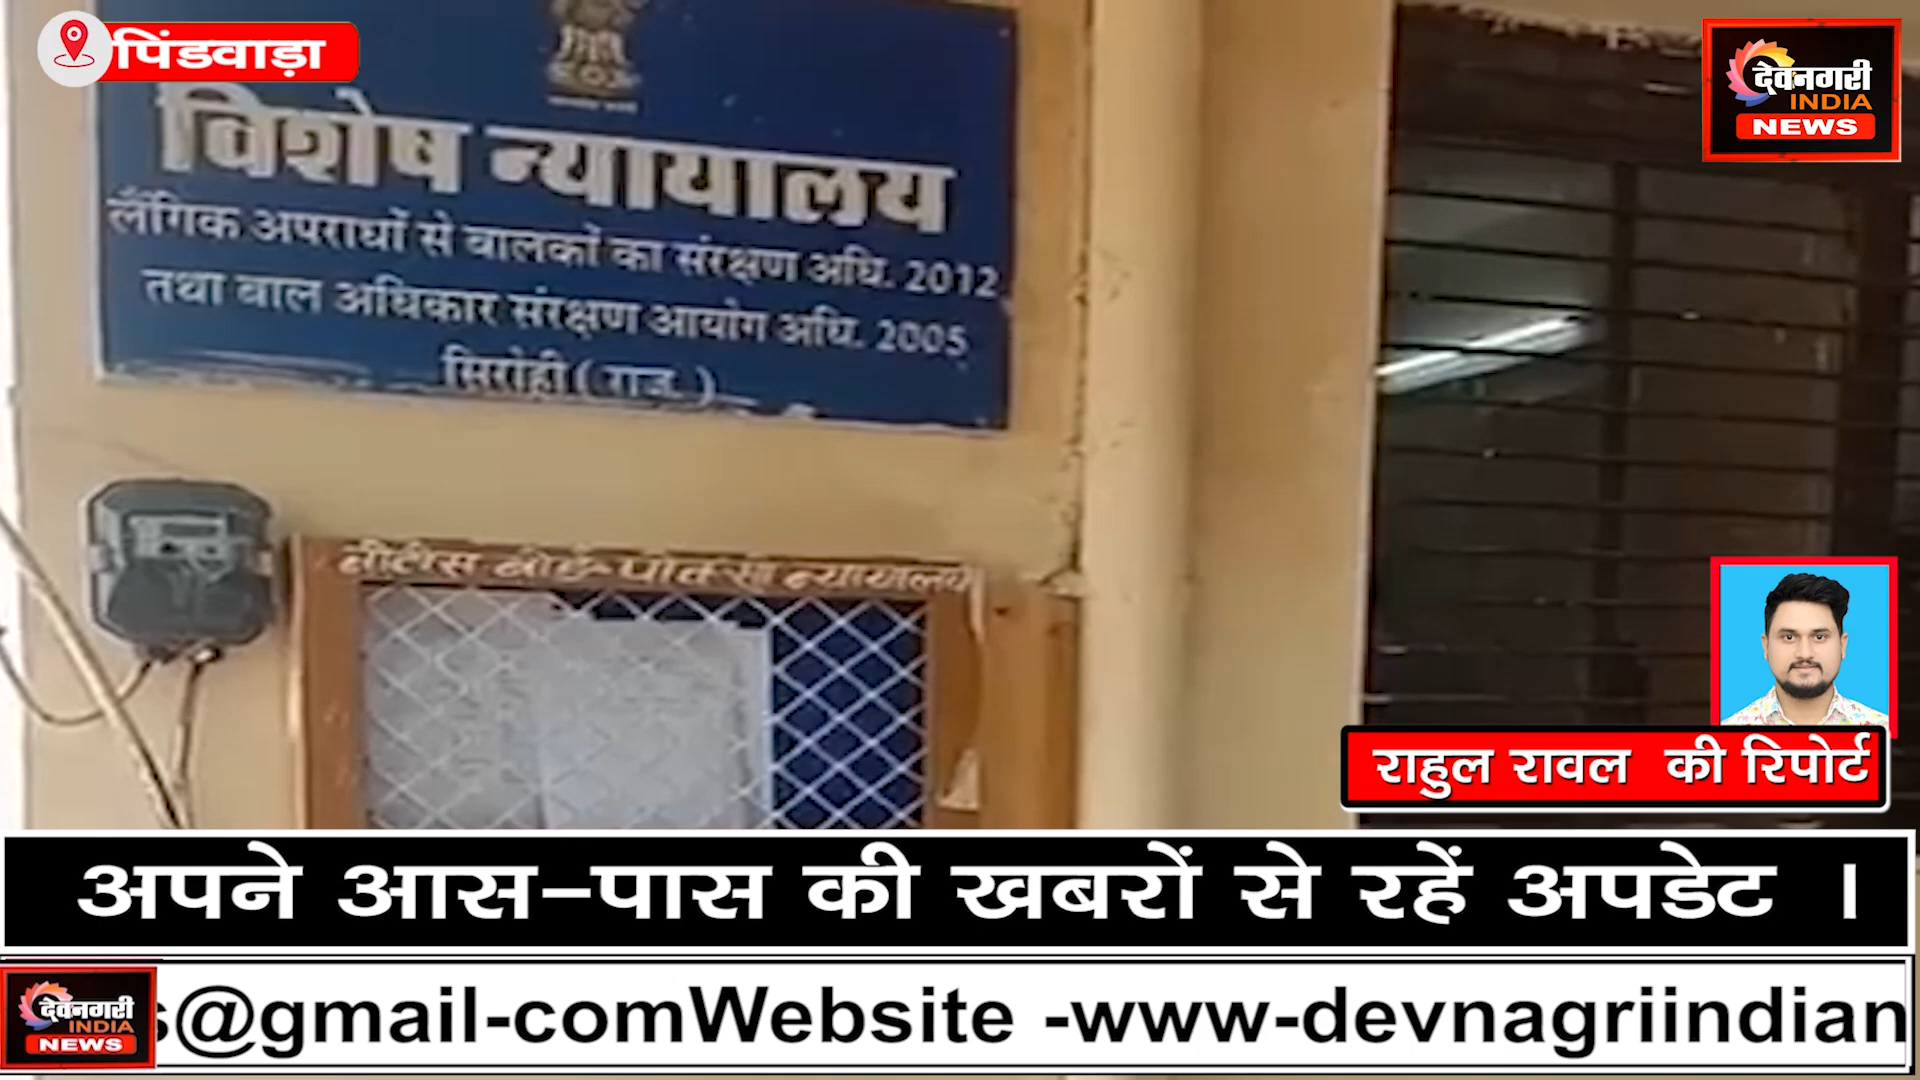 पिंडवाड़ा
देवनगरी
INDIA
NEWS
विशेष न्यायालय
लैंगिक अपराधों से बालकों का संरक्षण अधि. 2012
तथा बाल अधिकार संरक्षण आयोग अधि. 2005
सिरोही ( राज. )
नोटीस बोर्ड पोक्सो न्यायालय
राहुल रावल की रिपोर्ट
अपने आस-पास की खबरों से रहें अपडेट ।
देवनगरी
INDIA
NEWS
s@gmail-comWebsite -www-devnagriindian